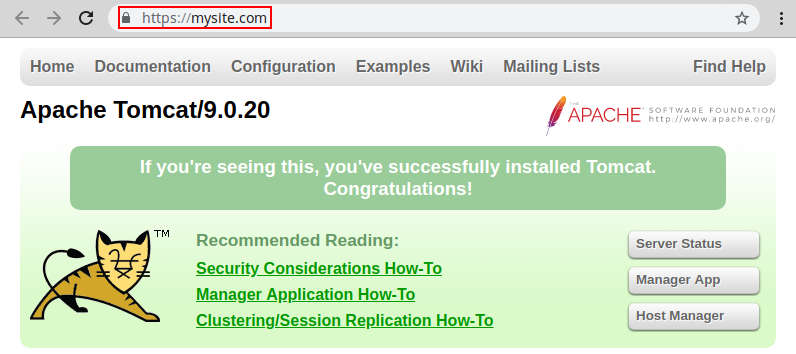 https://mysite.com
Home Documentation Configuration Examples Wiki Mailing Lists Find Help
Apache Tomcat/9.0.20
THE
APACHE SOFTWARE FOUNDATION
http://www.apache.org/
If you're seeing this, you've successfully installed Tomcat.
Congratulations!
TM
Recommended Reading:
Security Considerations How-To
Manager Application How-To
Clustering/Session Replication How-To
Server Status
Manager App
Host Manager